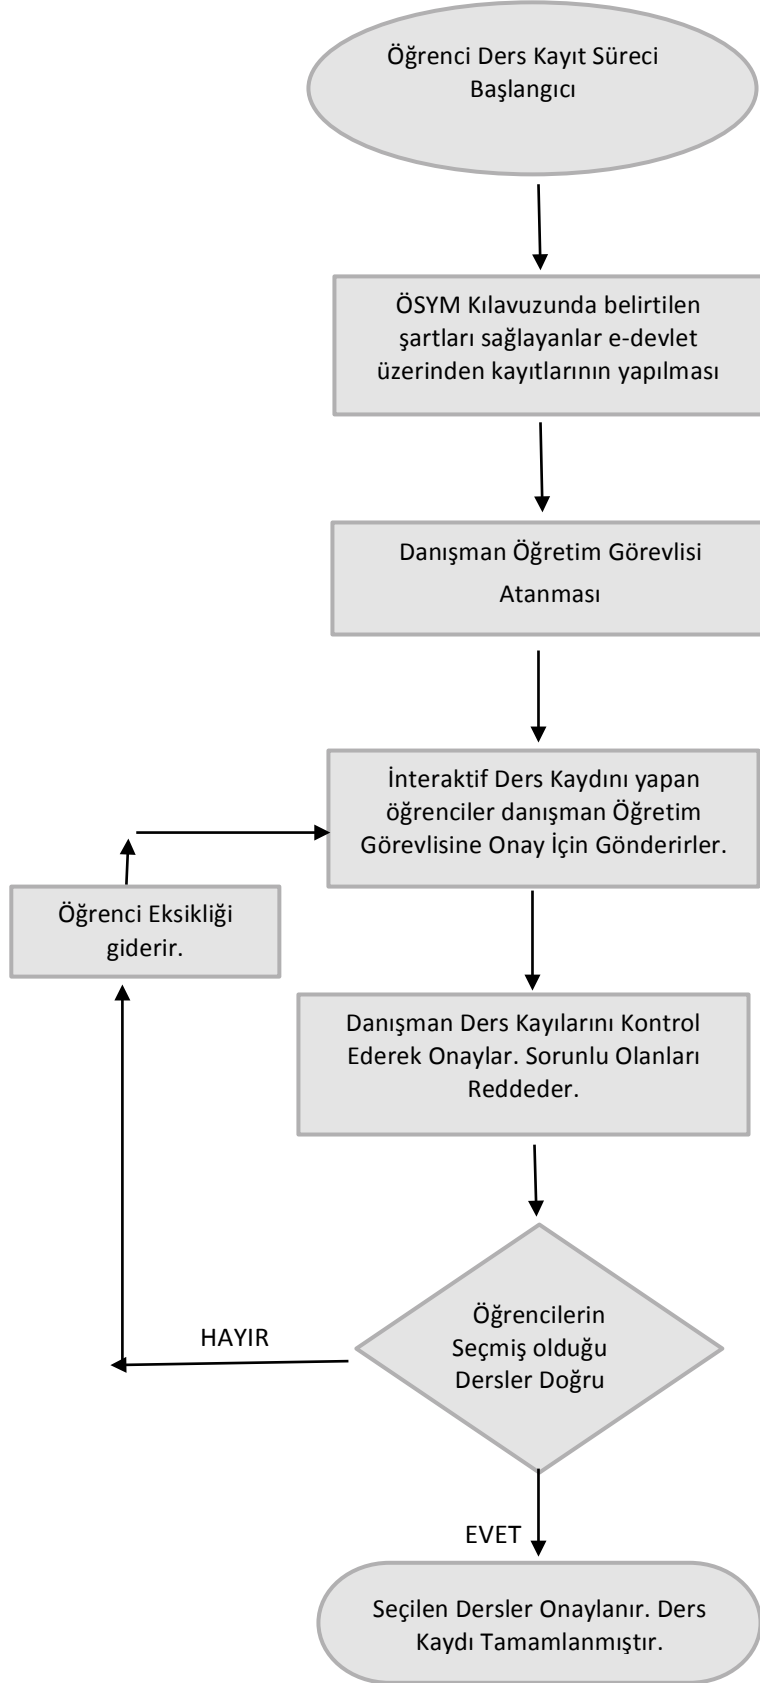 Öğrenci Ders Kayıt Süreci
Başlangıcı
ÖSYM Kılavuzunda belirtilen
şartları sağlayanlar e-devlet
üzerinden kayıtlarının yapılması
Danışman Öğretim Görevlisi
Atanması
İnteraktif Ders Kaydını yapan
öğrenciler danışman Öğretim
Görevlisine Onay İçin Gönderirler.
Öğrenci Eksikliği
giderir.
Danışman Ders Kayılarını Kontrol
Ederek Onaylar. Sorunlu Olanları
Reddeder.
Öğrencilerin
Seçmiş olduğu
Dersler Doğru
HAYIR
EVET
Seçilen Dersler Onaylanır. Ders
Kaydı Tamamlanmıştır.